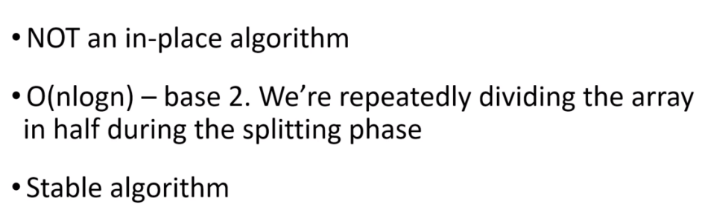 • NOT an in-place algorithm
• O(nlogn) – base 2. We’re repeatedly dividing the array
in half during the splitting phase
• Stable algorithm